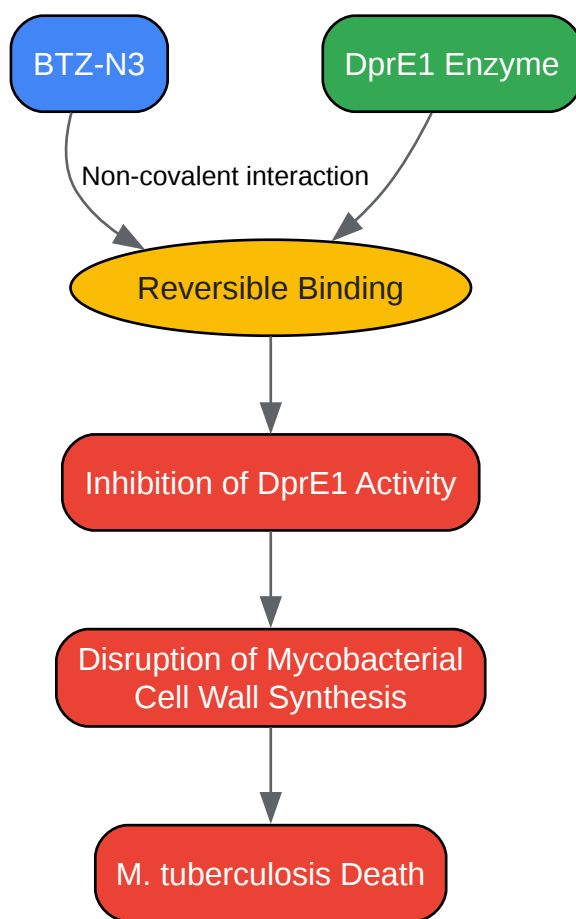 BTZ-N3
DprE1 Enzyme
Non-covalent interaction
Reversible Binding
Inhibition of DprE1 Activity
Disruption of Mycobacterial
Cell Wall Synthesis
M. tuberculosis Death